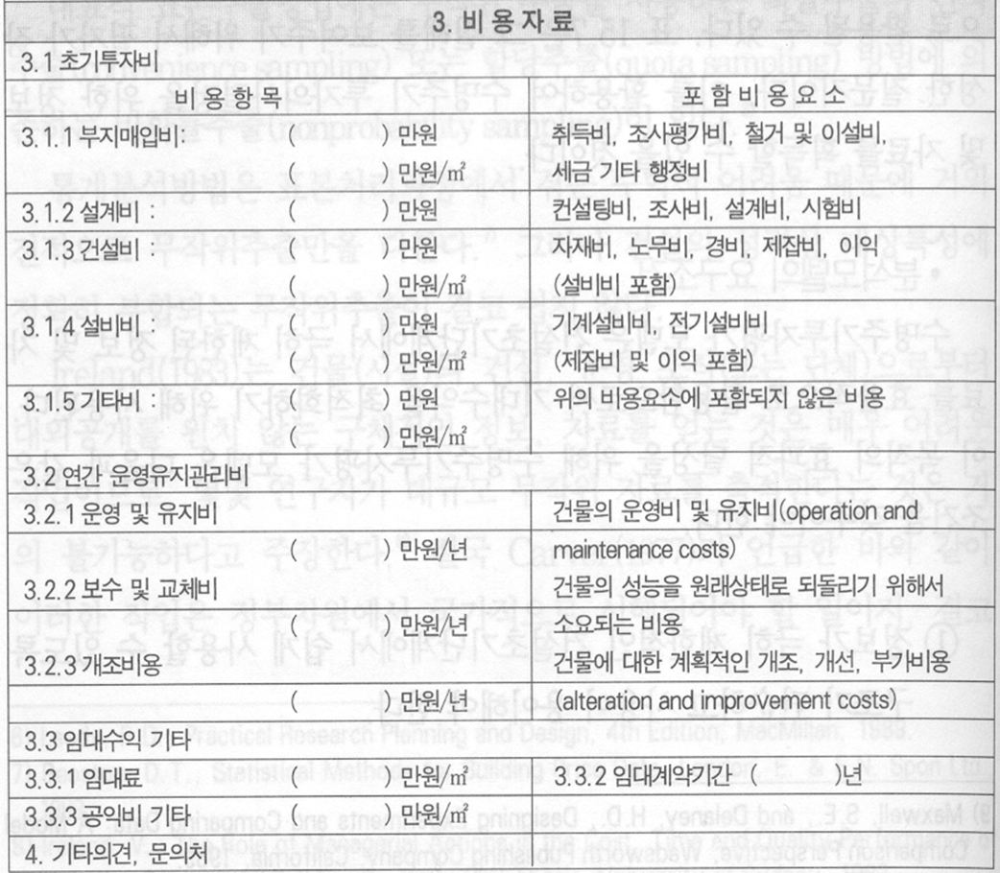 3. 비용자료
3.1 초기투자비
비용항목 포함비용요소
3.1.1 부지매입비: ( ) 만원 취득비, 조사평가비, 철거 및 이설비,
( ) 만원/㎡ 세금 기타 행정비
3.1.2 설계비 : ( ) 만원 컨설팅비, 조사비, 설계비, 시험비
3.1.3 건설비 : ( ) 만원 자재비, 노무비, 경비, 제잡비, 이익
( ) 만원/㎡ (설비비 포함)
3.1.4 설비비 : ( ) 만원 기계설비비, 전기설비비
( ) 만원/㎡ (제잡비 및 이익 포함)
3.1.5 기타비 : ( ) 만원 위의 비용요소에 포함되지 않은 비용
( ) 만원/㎡
3.2 연간 운영유지관리비
3.2.1 운영 및 유지비 건물의 운영비 및 유지비(operation and
( ) 만원/년 maintenance costs)
3.2.2 보수 및 교체비 건물의 성능을 원래상태로 되돌리기 위해서
( ) 만원/년 소요되는 비용
3.2.3 개조비용 건물에 대한 계획적인 개조, 개선, 부가비용
( ) 만원/년 (alteration and improvement costs)
3.3 임대수익 기타
3.3.1 임대료 ( ) 만원/㎡ 3.3.2 임대계약기간 ( )년
3.3.3 공익비 기타 ( ) 만원/㎡
4. 기타의견, 문의처